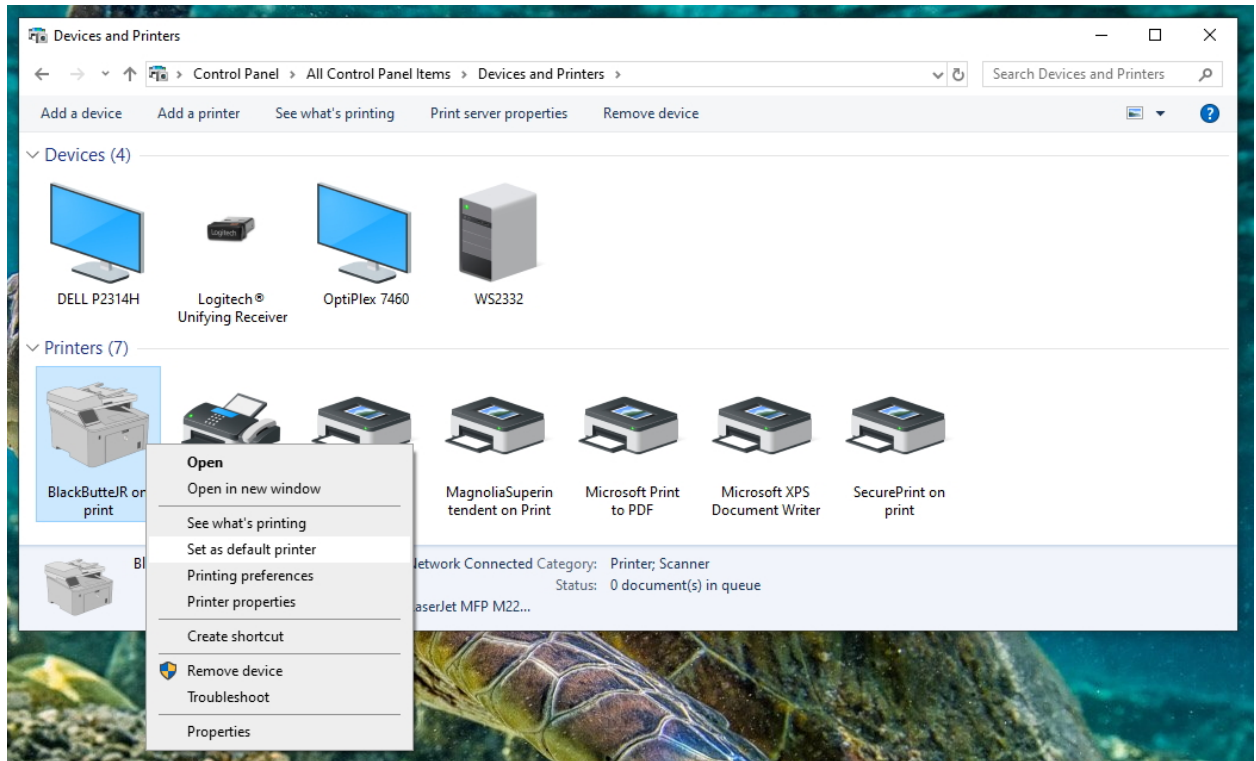 Devices and Printers
Control Panel > All Control Panel Items > Devices and Printers >
Search Devices and Printers
Add a device
Add a printer
See what's printing
Print server properties
Remove device
Devices (4)
DELL P2314H
Logitech®
Unifying Receiver
OptiPlex 7460
WS2332
Logitech
Printers (7)
BlackButteJR on
print
MagnoliaSuperin
tendent on Print
Microsoft Print
to PDF
Microsoft XPS
Document Writer
SecurePrint on
print
Open
Open in new window
See what's printing
Set as default printer
Printing preferences
Printer properties
Create shortcut
Remove device
Troubleshoot
Properties
Network Connected Category: Printer; Scanner
Status: 0 document(s) in queue
MFP M22...